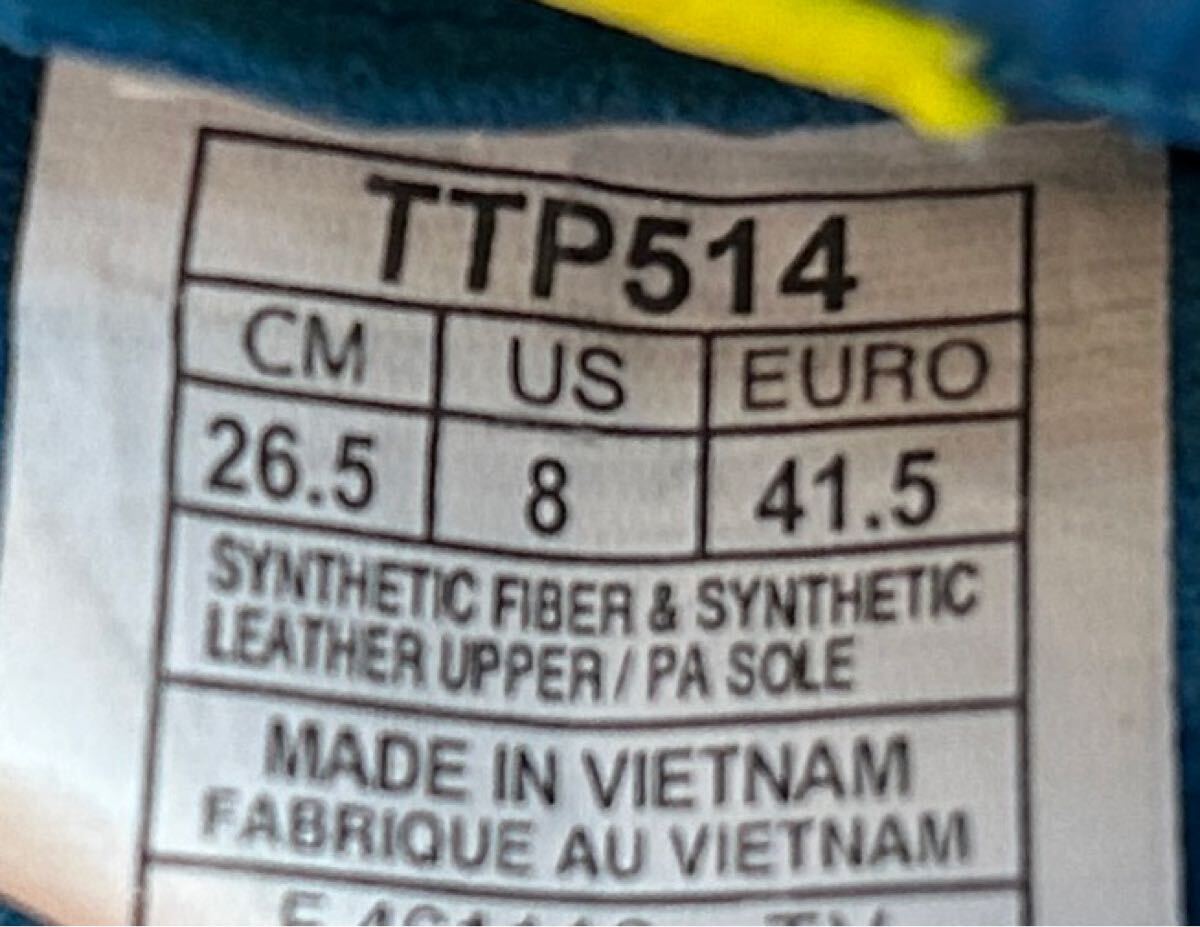 TTP514
CM US EURO
26.5 8 41.5
SYNTHETIC FIBER & SYNTHETIC
LEATHER UPPER / PA SOLE
MADE IN VIETNAM
FABRIQUE AU VIETNAM